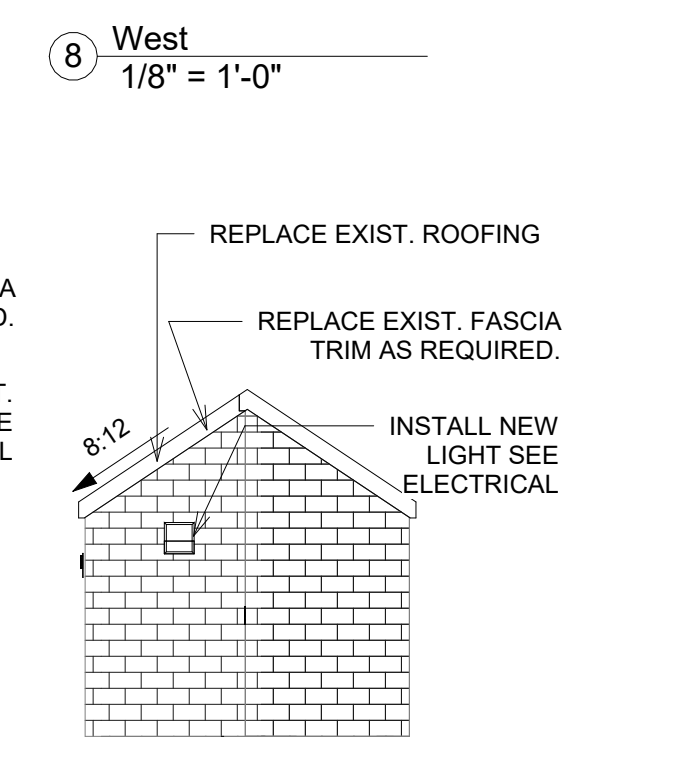 8
West
1/8" = 1'-0"
REPLACE EXIST. ROOFING
A
D.
REPLACE EXIST. FASCIA
TRIM AS REQUIRED.
T.
E
L
8:12
INSTALL NEW
LIGHT SEE
ELECTRICAL